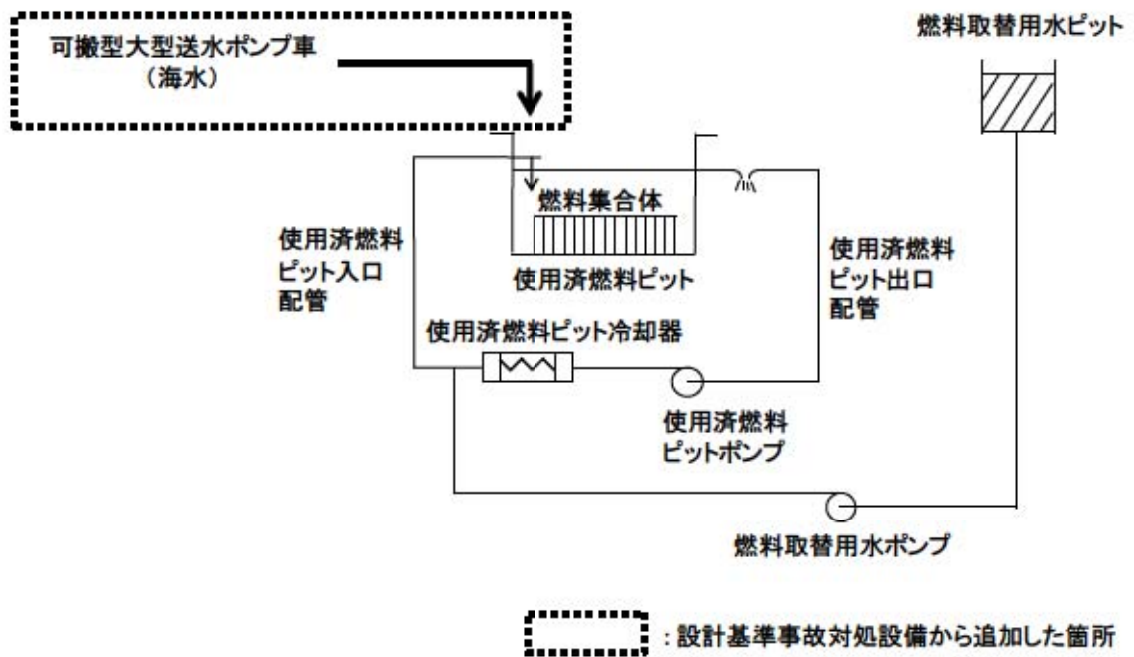 可搬型大型送水ポンプ車
（海水）
燃料取替用水ピット
燃料集合体
使用済燃料
ピット入口
配管
使用済燃料ピット
使用済燃料
ピット出口
配管
使用済燃料ピット冷却器
使用済燃料
ピットポンプ
燃料取替用水ポンプ
：設計基準事故対処設備から追加した箇所